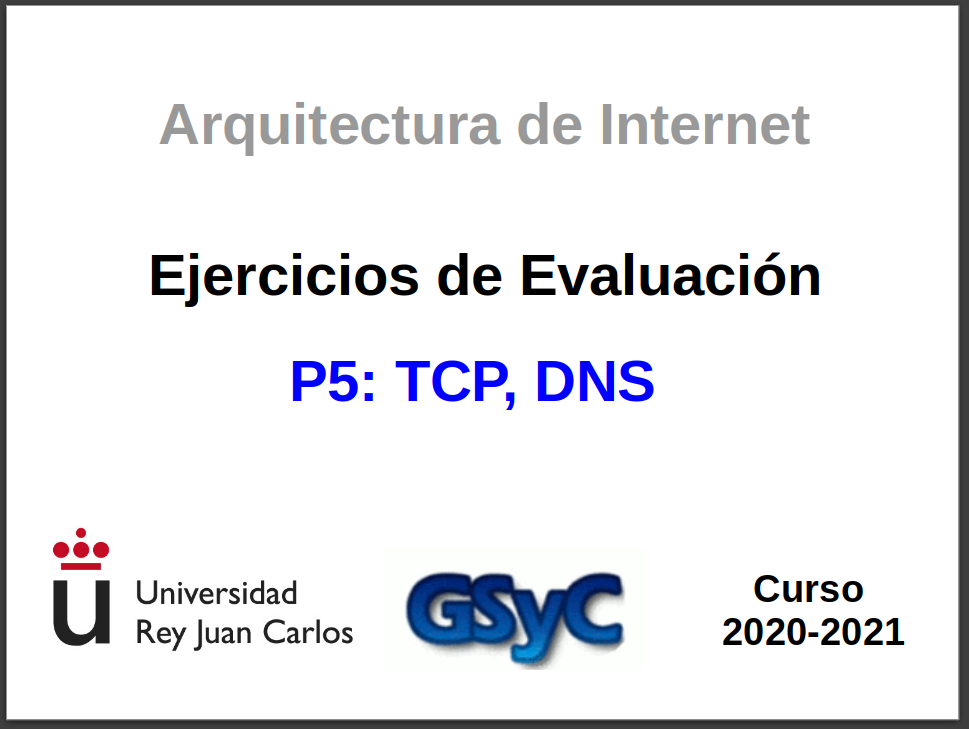 Arquitectura de Internet
Ejercicios de Evaluación
P5: TCP, DNS
Universidad
Rey Juan Carlos
GSyC
Curso
2020-2021